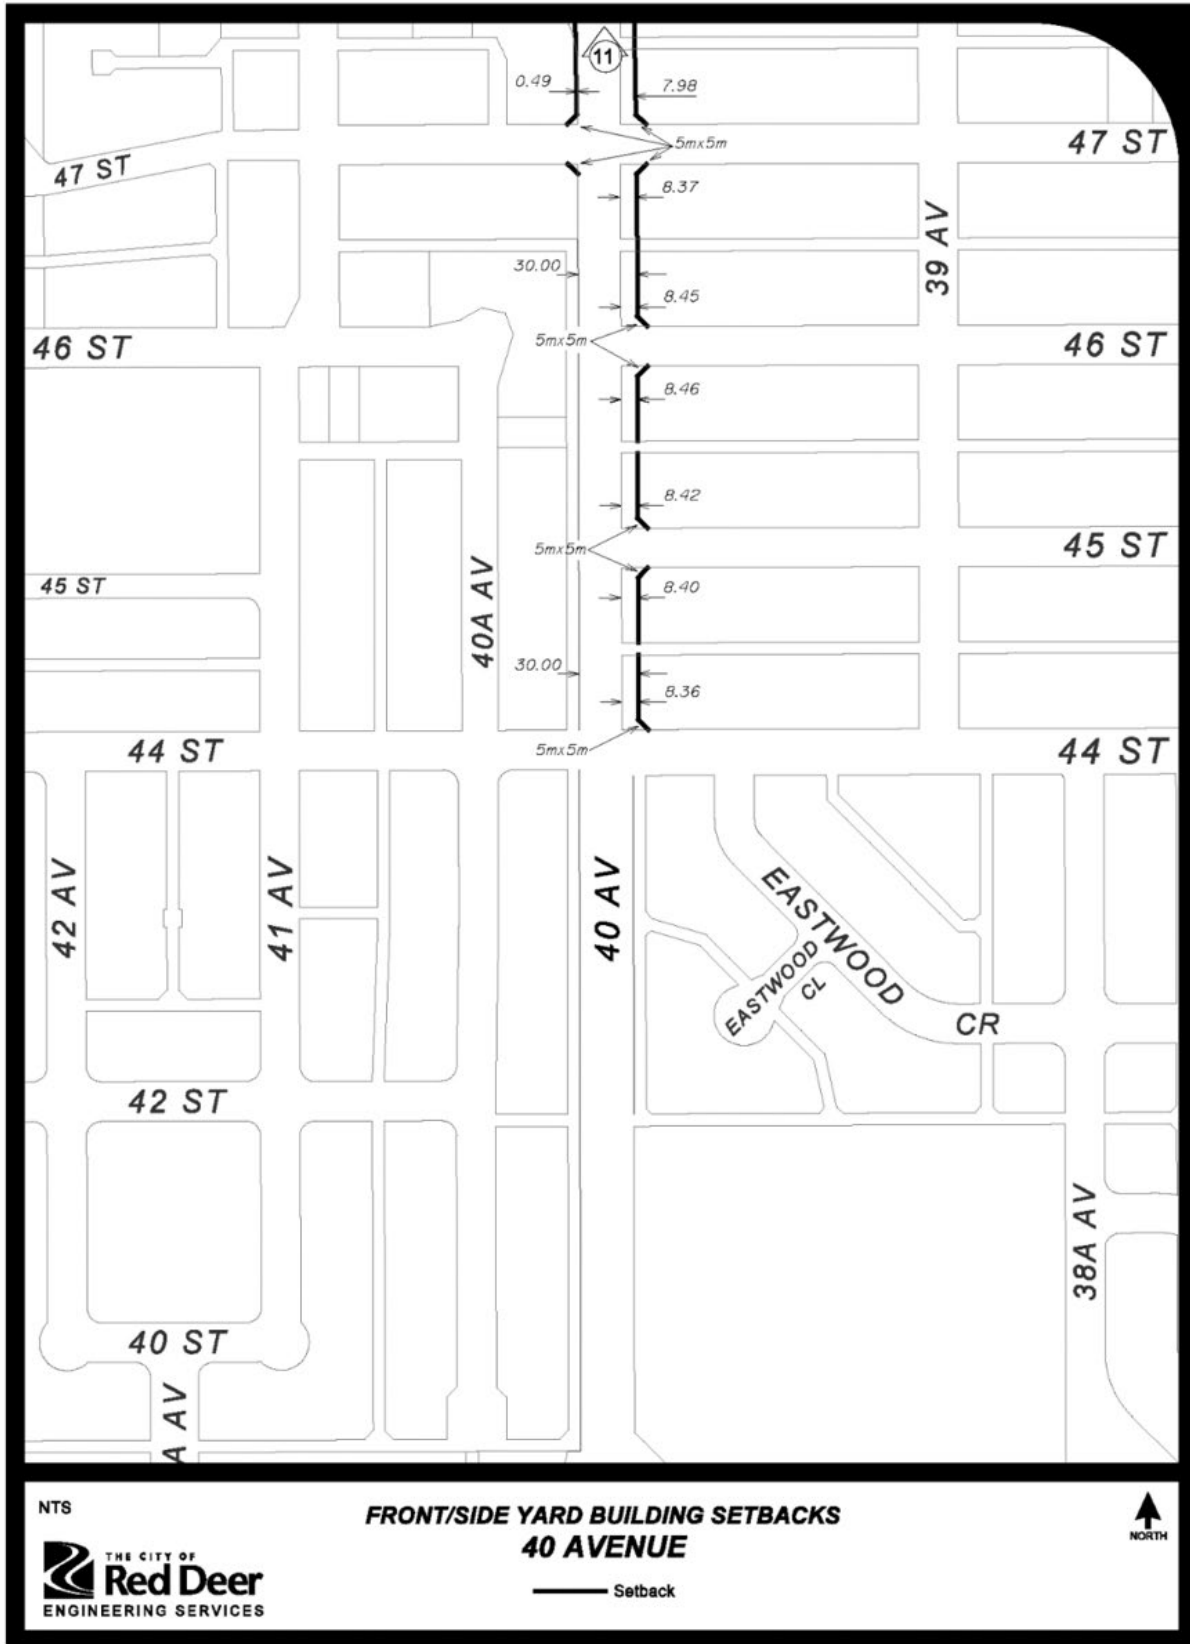 11
0.49
7.98
5mx5m
47 ST
47 ST
8.37
39 AV
30.00
8.45
5mx5m
46 ST
46 ST
8.46
8.42
5mx5m
45 ST
45 ST
40A AV
8.40
30.00
8.36
5mx5m
44 ST
44 ST
42 AV
41 AV
40 AV
EASTWOOD
EASTWOOD
CL
CR
42 ST
38A AV
40 ST
A AV
NTS
FRONT/SIDE YARD BUILDING SETBACKS
40 AVENUE
NORTH
THE CITY OF
Red Deer
ENGINEERING SERVICES
Setback